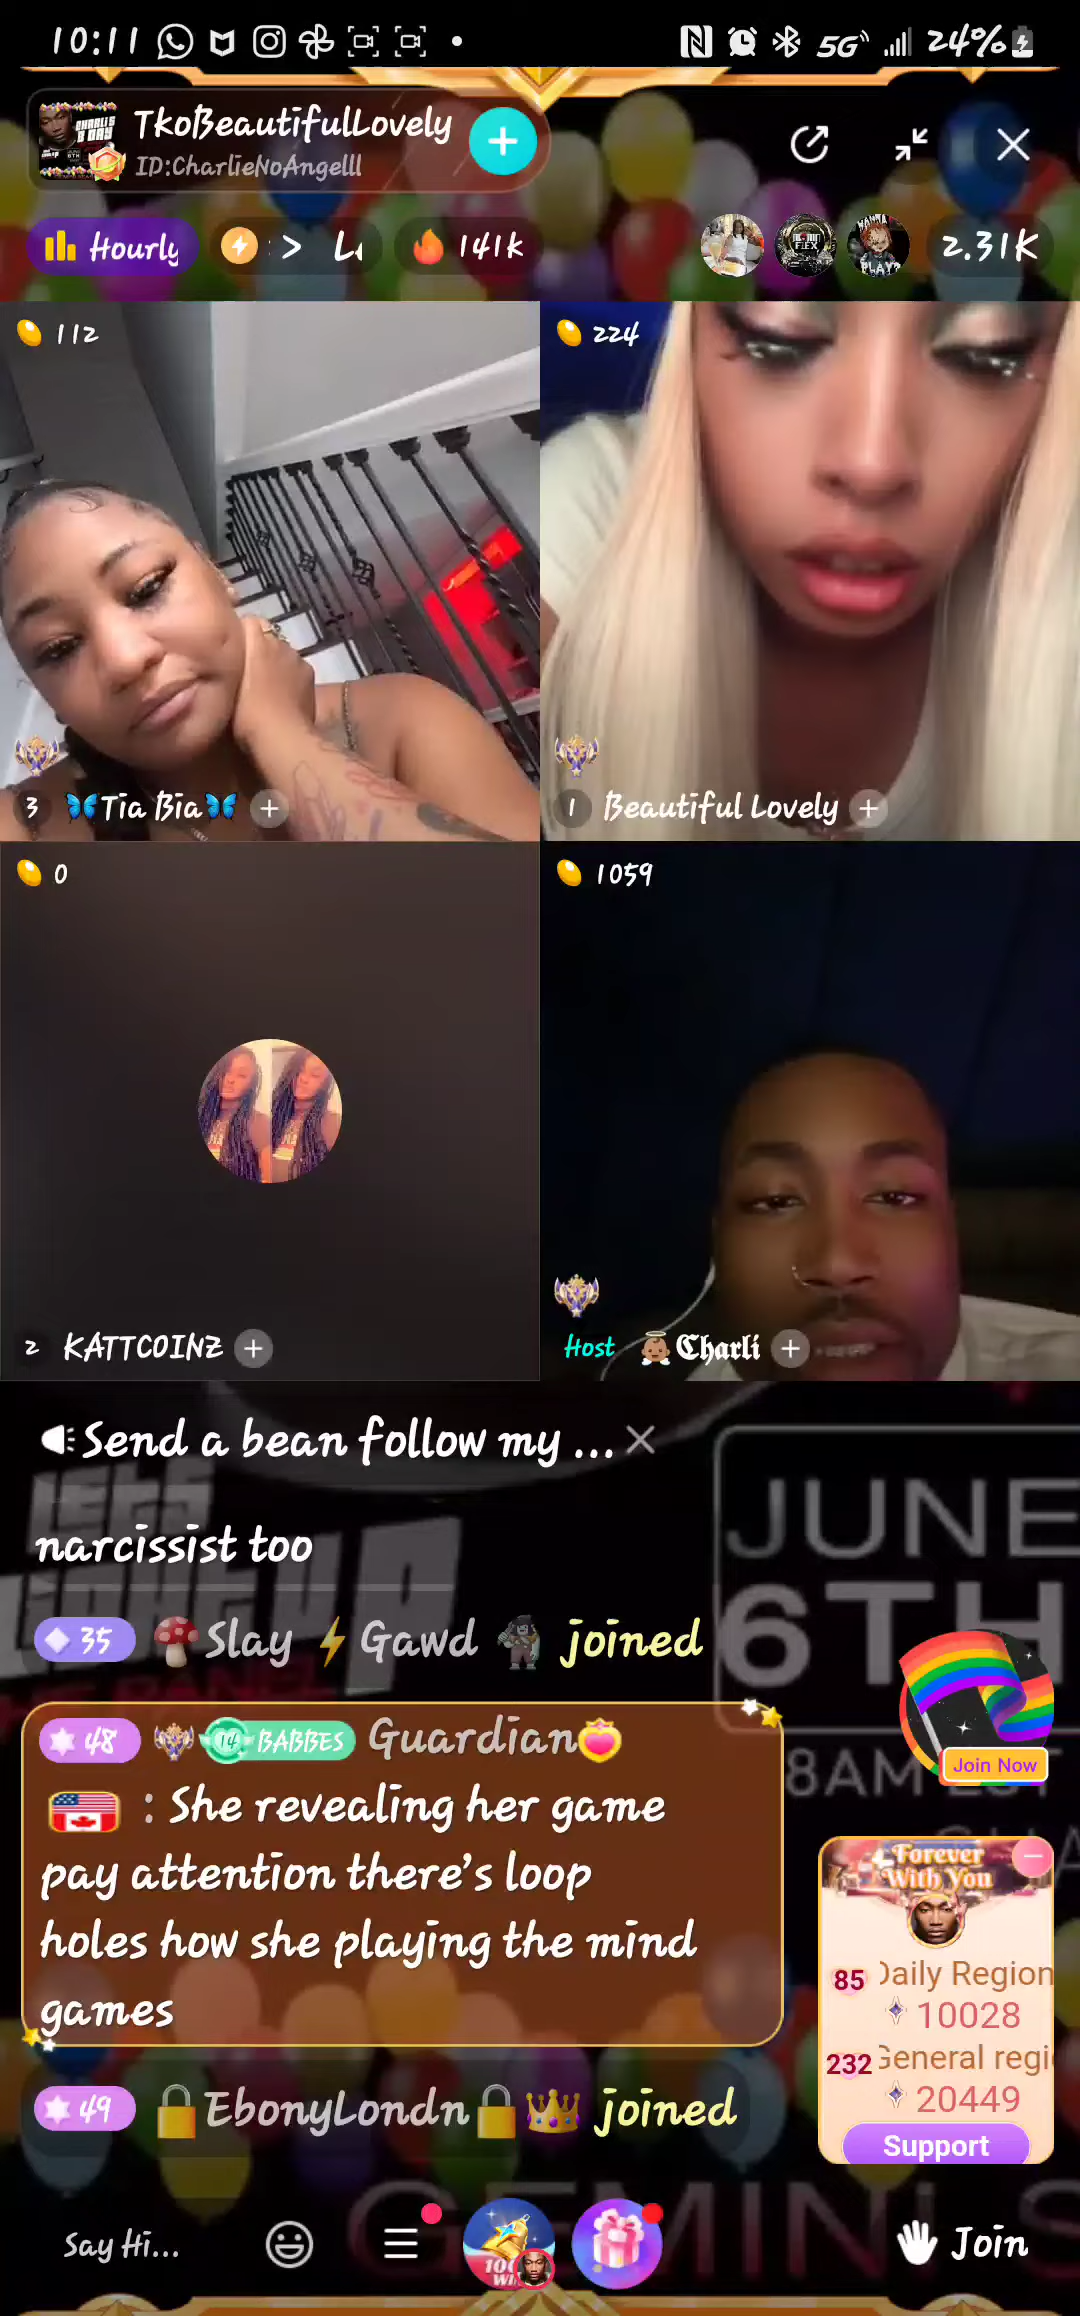 10:11
5G
24%
TkoBeautifulLovely
ID:CharlieNoAngelll
Hourly
>
141k
2.31K
112
224
3 🦋Tia Bia🦋 +
1 Beautiful Lovely +
0
1059
2 KATTCOINZ +
Host 👼🏽𝕮𝖍𝖆𝖗𝖑𝖎 +
Send a bean follow my ...
narcissist too
35 🍄Slay ⚡Gawd joined
48 14 BABBES Guardian💝
: She revealing her game
pay attention there's loop
holes how she playing the mind
games
49 🔒EbonyLondn🔒👑 joined
JUNE
6TH
8AM EST
Join Now
Forever
With You
85 Daily Region
10028
232 General regi
20449
Support
GEMINI S
Say Hi...
Join